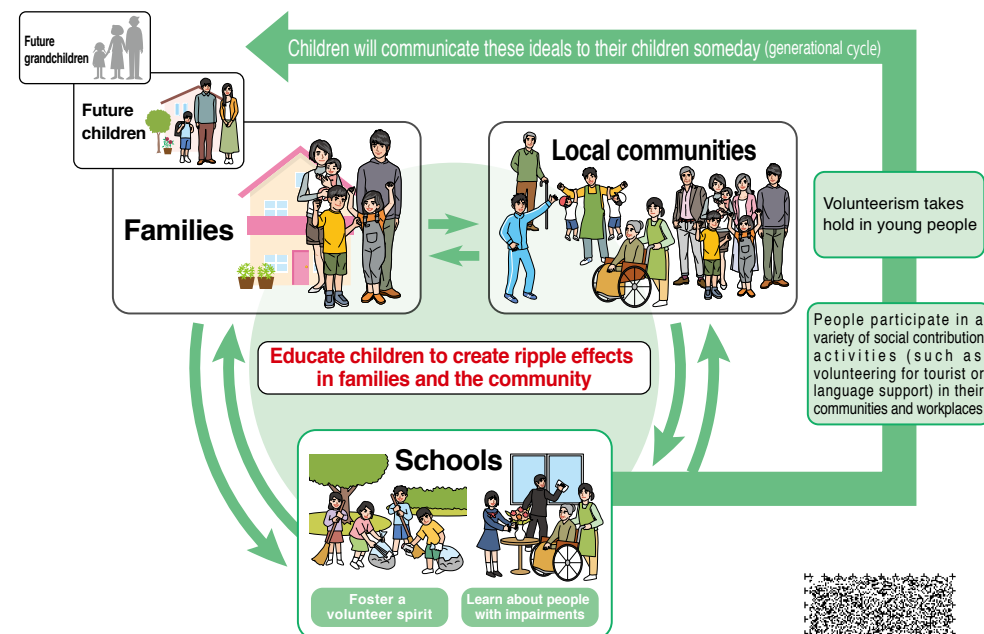 Future
grandchildren
Children will communicate these ideals to their children someday (generational cycle)
Future
children
Families
Local communities
Volunteerism takes
hold in young people
People participate in a
variety of social contribution
activities (such as
volunteering for tourist or
language support) in their
communities and workplaces
Educate children to create ripple effects
in families and the community
Schools
Foster a
volunteer spirit
Learn about people
with impairments